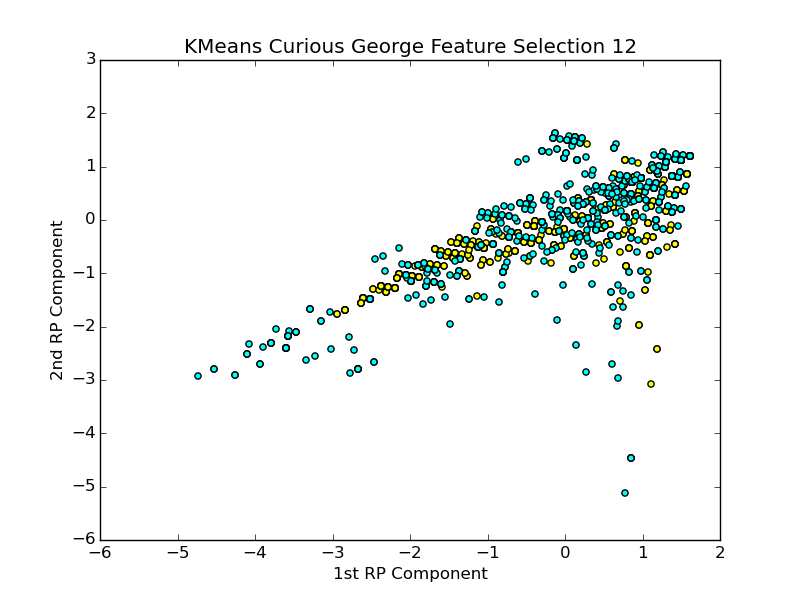 KMeans Curious George Feature Selection 12
3
2
1
0
−1
−2
−3
−4
−5
−6
2nd RP Component
−6 −5 −4 −3 −2 −1 0 1 2
1st RP Component